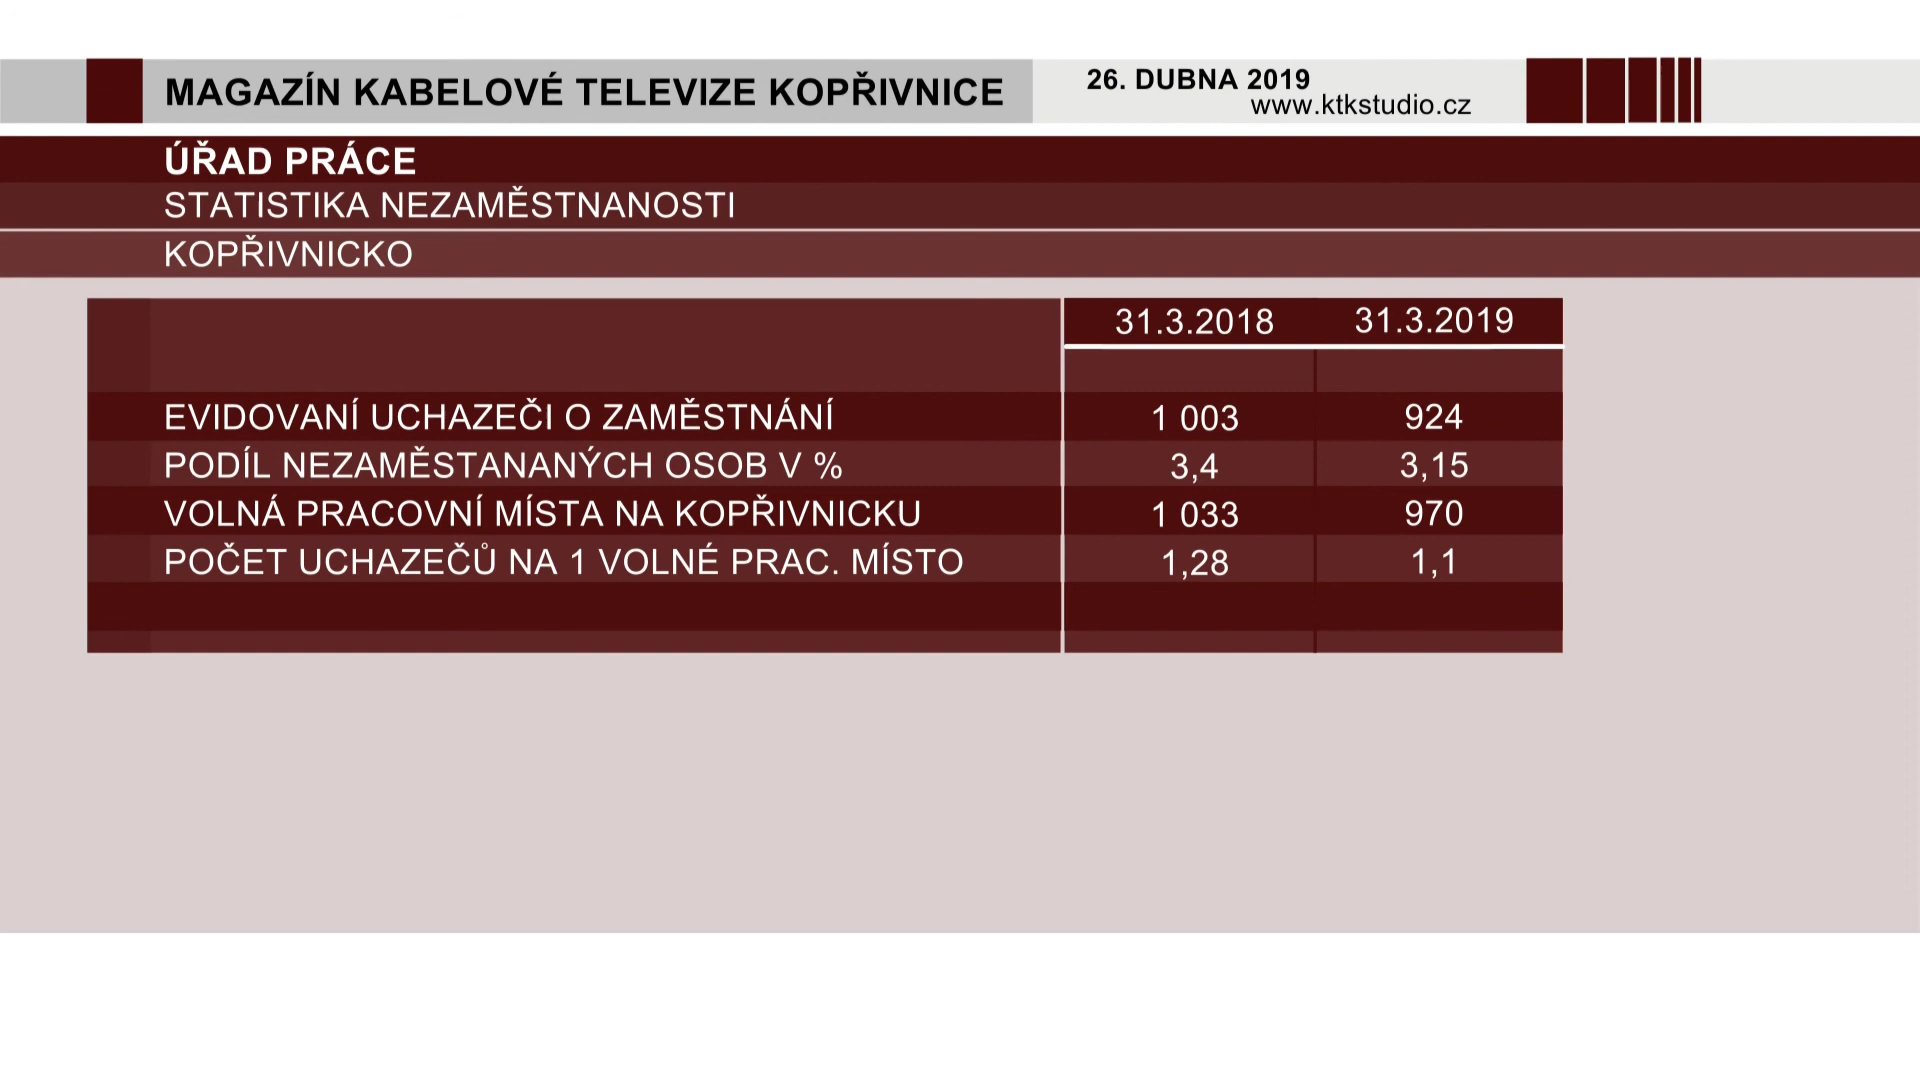 MAGAZÍN KABELOVÉ TELEVIZE KOPŘIVNICE
26. DUBNA 2019
www.ktkstudio.cz
ÚŘAD PRÁCE
STATISTIKA NEZAMĚSTNANOSTI
KOPŘIVNICKO
31.3.2018 31.3.2019
EVIDOVANÍ UCHAZEČI O ZAMĚSTNÁNÍ 1 003 924
PODÍL NEZAMĚSTANANÝCH OSOB V % 3,4 3,15
VOLNÁ PRACOVNÍ MÍSTA NA KOPŘIVNICKU 1 033 970
POČET UCHAZEČŮ NA 1 VOLNÉ PRAC. MÍSTO 1,28 1,1